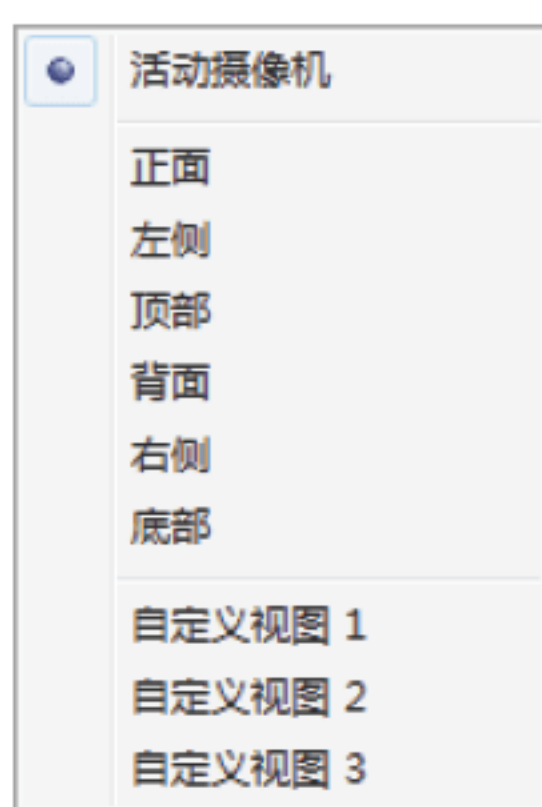 活动摄像机
正面
左侧
顶部
背面
右侧
底部
自定义视图 1
自定义视图 2
自定义视图 3